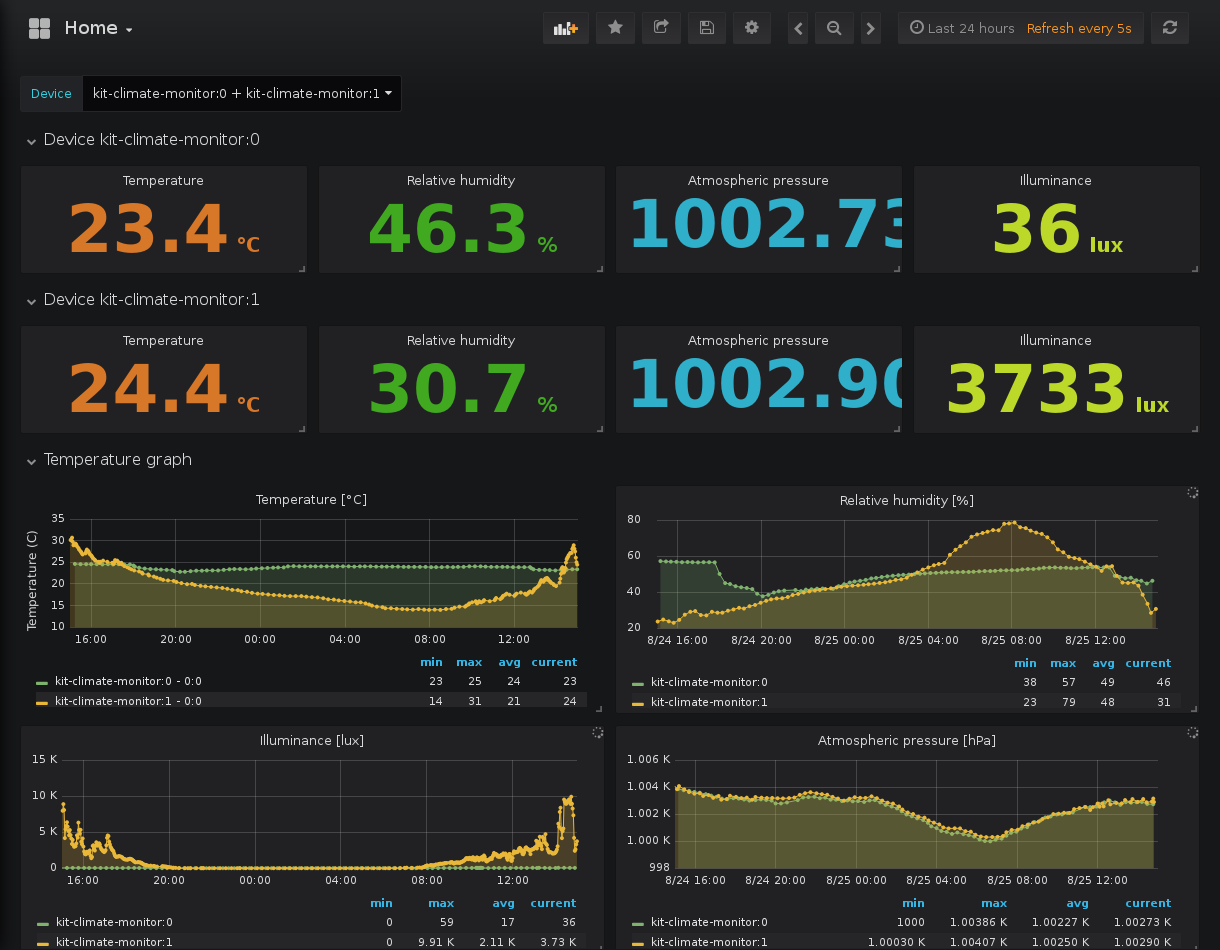 Home
Last 24 hours Refresh every 5s
Device kit-climate-monitor:0 + kit-climate-monitor:1
Device kit-climate-monitor:0
Temperature Relative humidity Atmospheric pressure Illuminance
23.4 °C 46.3 % 1002.73 36 lux
Device kit-climate-monitor:1
Temperature Relative humidity Atmospheric pressure Illuminance
24.4 °C 30.7 % 1002.90 3733 lux
Temperature graph
Temperature [°C]
Temperature (C)
35
30
25
20
15
10
16:00 20:00 00:00 04:00 08:00 12:00
min max avg current
kit-climate-monitor:0 - 0:0 23 25 24 23
kit-climate-monitor:1 - 0:0 14 31 21 24
Relative humidity [%]
80
60
40
20
8/24 16:00 8/24 20:00 8/25 00:00 8/25 04:00 8/25 08:00 8/25 12:00
min max avg current
kit-climate-monitor:0 38 57 49 46
kit-climate-monitor:1 23 79 48 31
Illuminance [lux]
15 K
10 K
5 K
0
16:00 20:00 00:00 04:00 08:00 12:00
min max avg current
kit-climate-monitor:0 0 59 17 36
kit-climate-monitor:1 0 9.91 K 2.11 K 3.73 K
Atmospheric pressure [hPa]
1.006 K
1.004 K
1.002 K
1.000 K
998
8/24 16:00 8/24 20:00 8/25 00:00 8/25 04:00 8/25 08:00 8/25 12:00
min max avg current
kit-climate-monitor:0 1000 1.00386 K 1.00227 K 1.00273 K
kit-climate-monitor:1 1.00030 K 1.00407 K 1.00250 K 1.00290 K